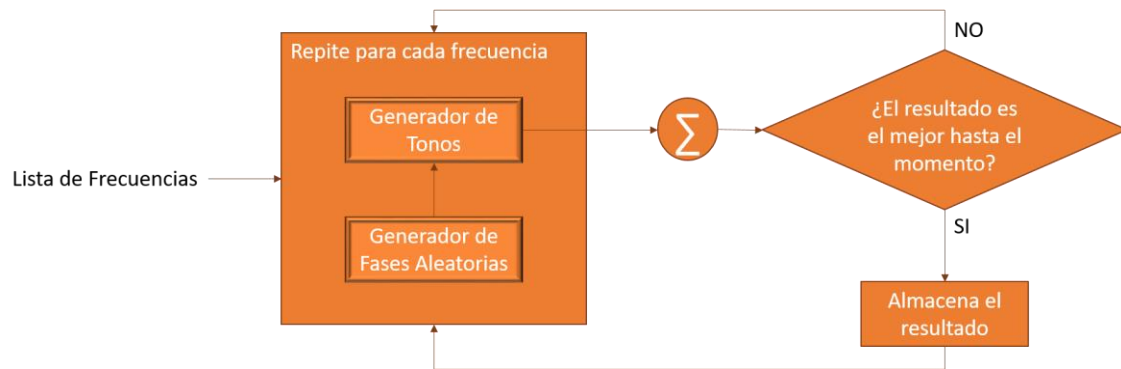 Repite para cada frecuencia
Generador de
Tonos
Lista de Frecuencias
Generador de
Fases Aleatorias
∑
NO
¿El resultado es
el mejor hasta el
momento?
SI
Almacena el
resultado